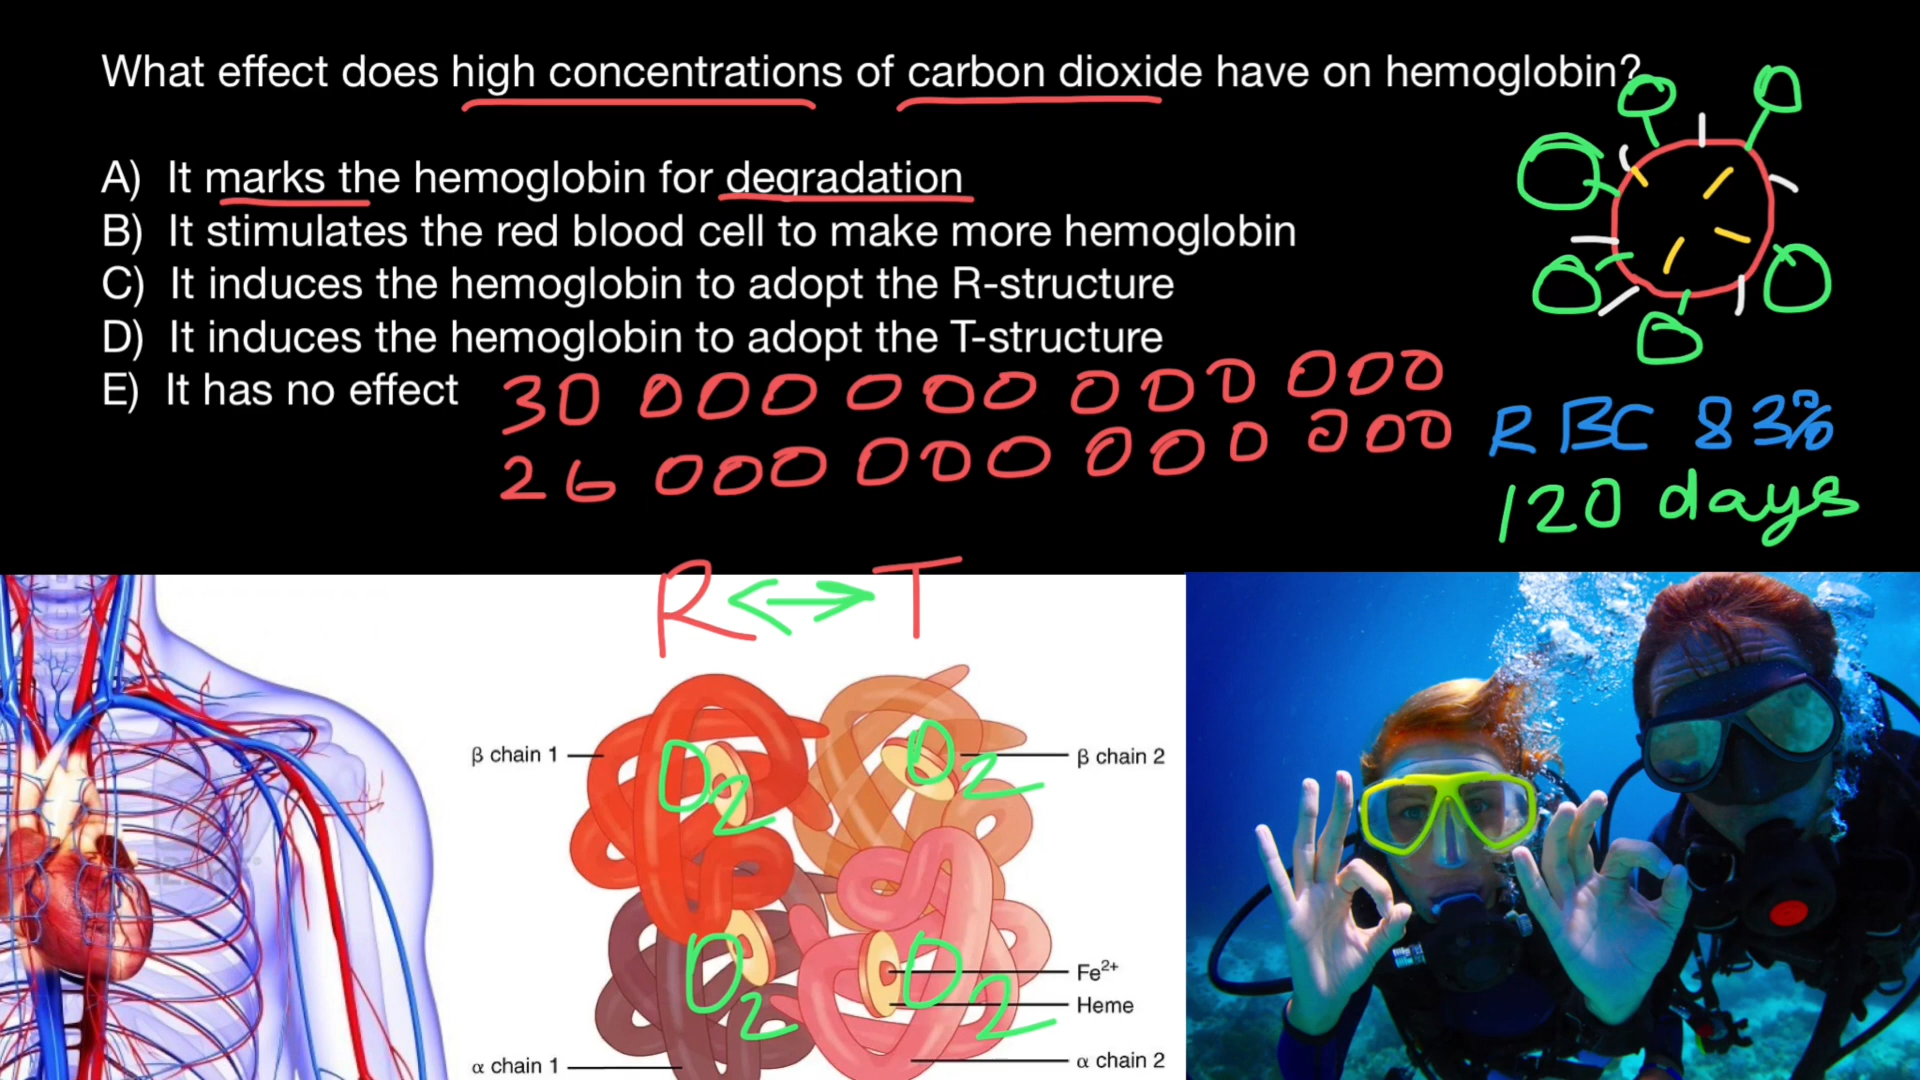 What effect does high concentrations of carbon dioxide have on hemoglobin?
A) It marks the hemoglobin for degradation
B) It stimulates the red blood cell to make more hemoglobin
C) It induces the hemoglobin to adopt the R-structure
D) It induces the hemoglobin to adopt the T-structure
E) It has no effect
30 000 000 000 000
26 000 000 000 000
RBC 83%
120 days
R ↔ T
β chain 1
β chain 2
O2
O2
O2
O2
Fe²⁺
Heme
α chain 1
α chain 2